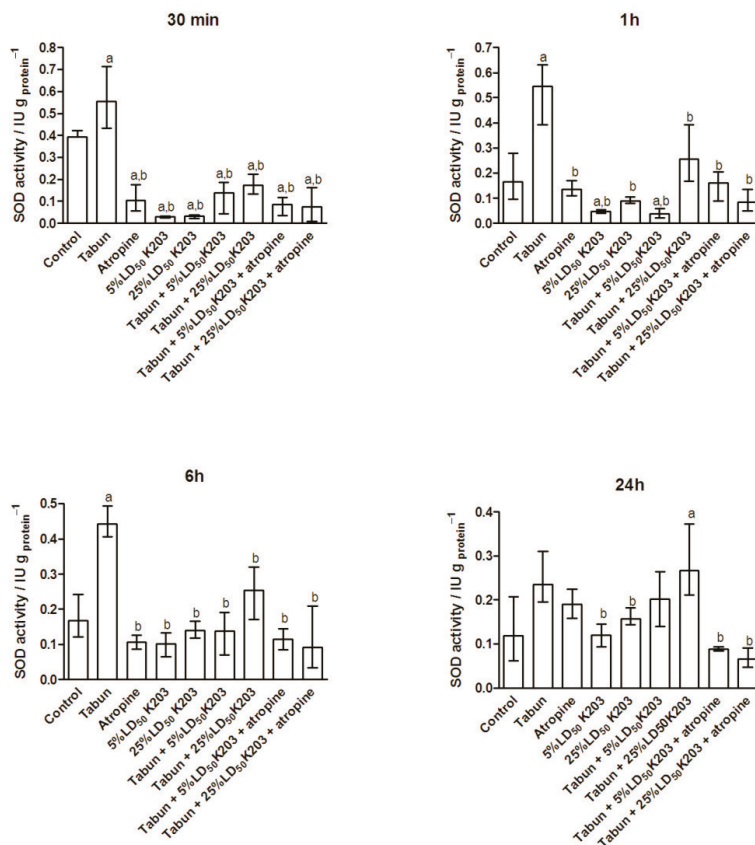 30 min
SOD activity / IU g protein⁻¹
0.8
0.7
0.6
0.5
0.4
0.3
0.2
0.1
0.0
a
a,b
a,b
a,b
a,b
a,b
a,b
a,b
Control
Tabun
Atropine
5%LD₅₀ K203
25%LD₅₀ K203
Tabun + 5%LD₅₀K203
Tabun + 25%LD₅₀K203
Tabun + 5%LD₅₀K203 + atropine
Tabun + 25%LD₅₀K203 + atropine
1h
SOD activity / IU g protein⁻¹
0.7
0.6
0.5
0.4
0.3
0.2
0.1
0.0
a
b
a,b
b
a,b
b
b
b
Control
Tabun
Atropine
5%LD₅₀ K203
25%LD₅₀ K203
Tabun + 5%LD₅₀K203
Tabun + 25%LD₅₀K203
Tabun + 5%LD₅₀K203 + atropine
Tabun + 25%LD₅₀K203 + atropine
6h
SOD activity / IU g protein⁻¹
0.5
0.4
0.3
0.2
0.1
0.0
a
b
b
b
b
b
b
b
Control
Tabun
Atropine
5%LD₅₀ K203
25%LD₅₀ K203
Tabun + 5%LD₅₀K203
Tabun + 25%LD₅₀K203
Tabun + 5%LD₅₀K203 + atropine
Tabun + 25%LD₅₀K203 + atropine
24h
SOD activity / IU g protein⁻¹
0.4
0.3
0.2
0.1
0.0
b
b
a
b
b
Control
Tabun
Atropine
5%LD₅₀ K203
25%LD₅₀ K203
Tabun + 5%LD₅₀K203
Tabun + 25%LD50K203
Tabun + 5%LD₅₀K203 + atropine
Tabun + 25%LD₅₀K203 + atropine